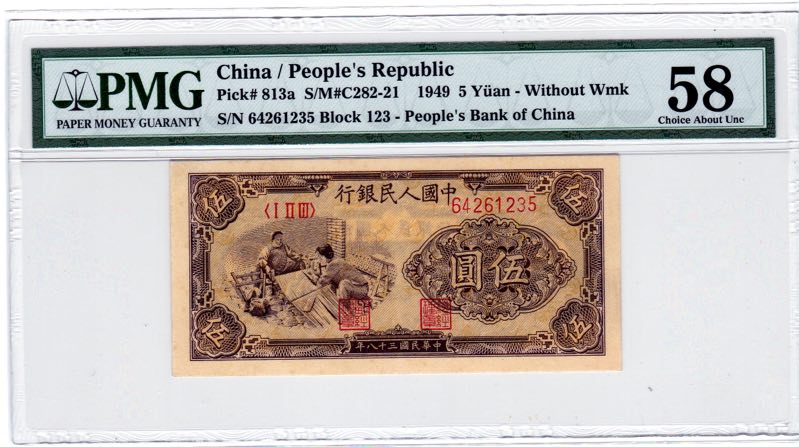 PMG
PAPER MONEY GUARANTY
China / People's Republic
Pick# 813a S/M#C282-21 1949 5 Yüan - Without Wmk
S/N 64261235 Block 123 - People's Bank of China
58
Choice About Unc
行銀民人國中
〈I II III〉
64261235
伍
伍
圓伍
伍
伍
年八十三國民華中